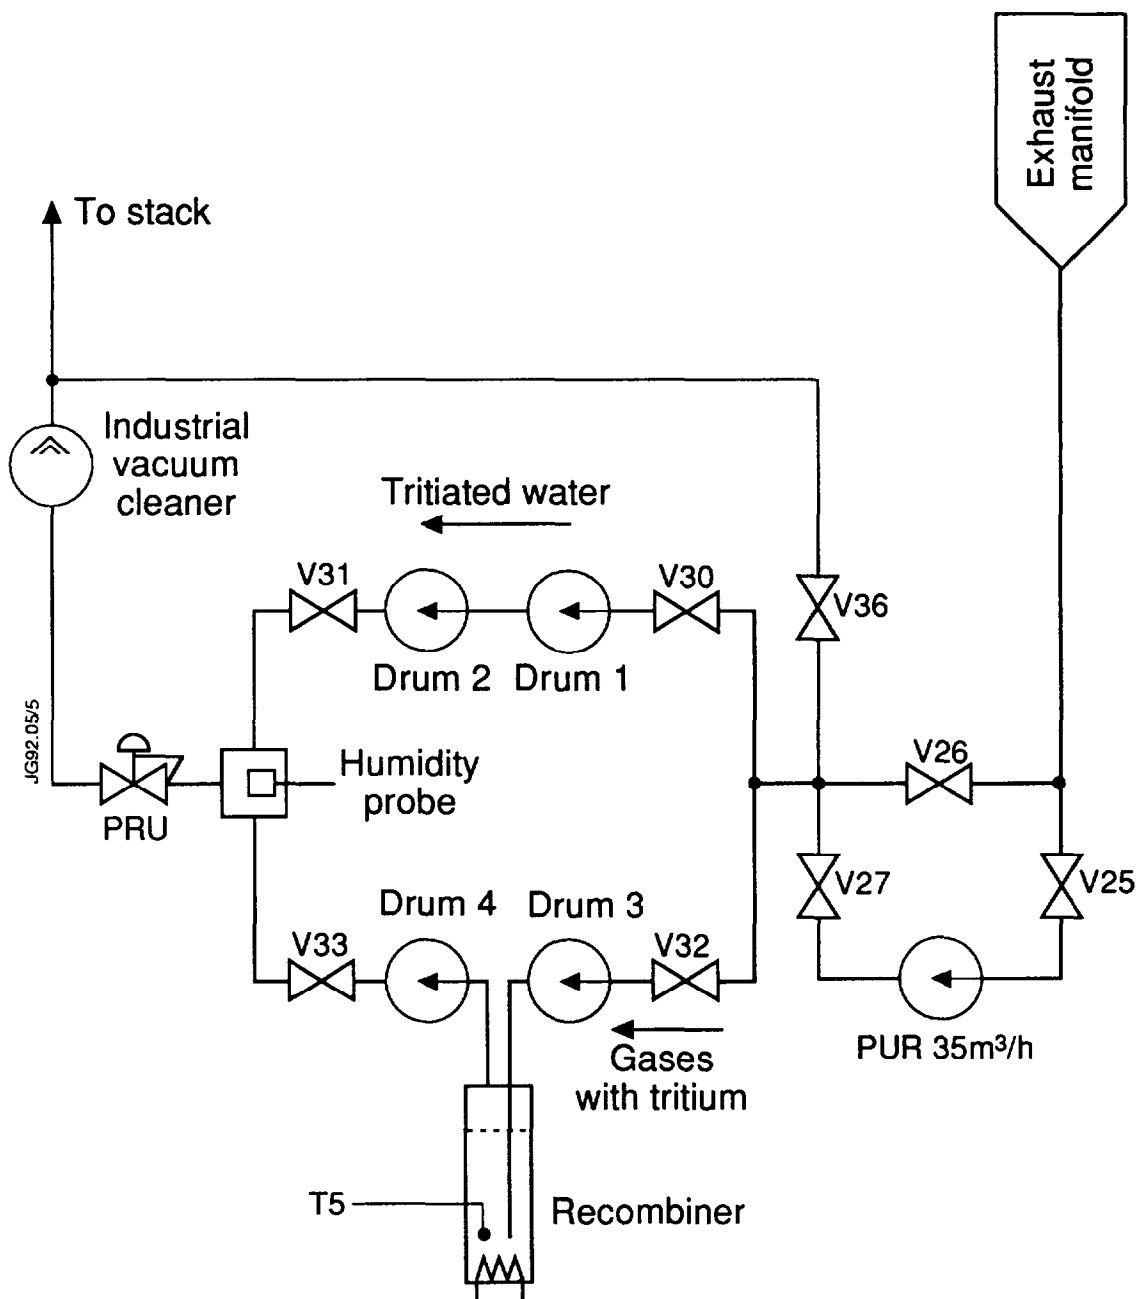 Exhaust
manifold
To stack
Industrial
vacuum
cleaner
Tritiated water
V31
V30
V36
Drum 2
Drum 1
JG92.05/5
Humidity
probe
V26
PRU
Drum 4
Drum 3
V27
V25
V33
V32
Gases
with tritium
PUR 35m³/h
T5
Recombiner